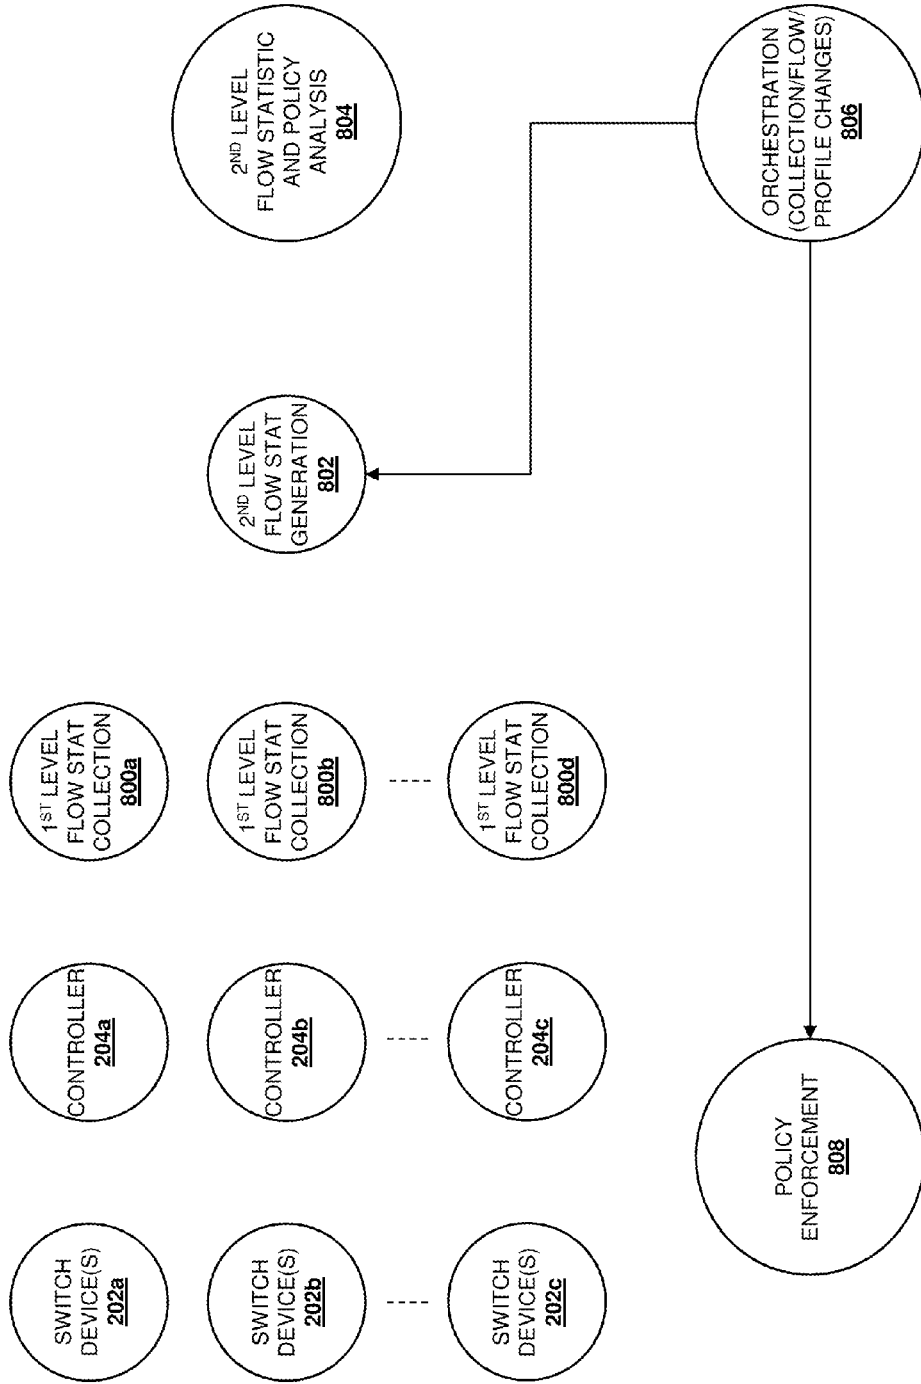 SWITCH
DEVICE(S)
202a
CONTROLLER
204a
1ST LEVEL
FLOW STAT
COLLECTION
800a
SWITCH
DEVICE(S)
202b
CONTROLLER
204b
1ST LEVEL
FLOW STAT
COLLECTION
800b
2ND LEVEL
FLOW STAT
GENERATION
802
2ND LEVEL
FLOW STATISTIC
AND POLICY
ANALYSIS
804
SWITCH
DEVICE(S)
202c
CONTROLLER
204c
1ST LEVEL
FLOW STAT
COLLECTION
800d
POLICY
ENFORCEMENT
808
ORCHESTRATION
(COLLECTION/FLOW/
PROFILE CHANGES)
806